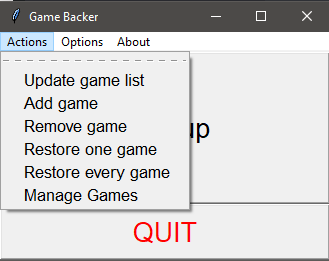 Game Backer
Actions Options About
Update game list
Add game
Remove game
Restore one game
Restore every game
Manage Games
QUIT